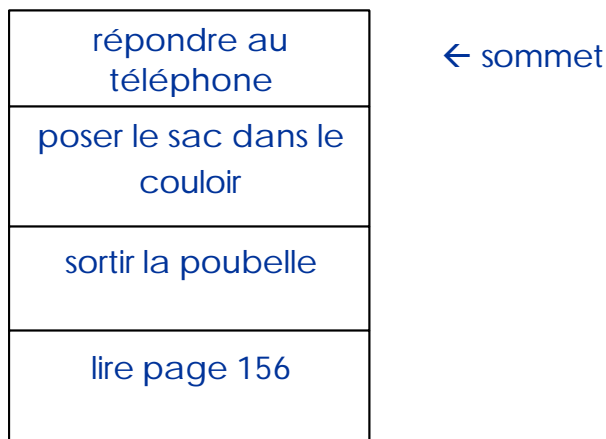 répondre au
téléphone
← sommet
poser le sac dans le
couloir
sortir la poubelle
lire page 156